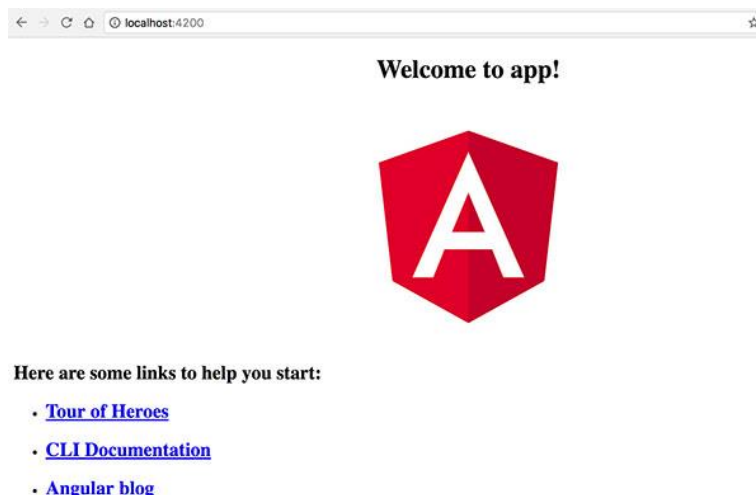 localhost:4200
Welcome to app!
A
Here are some links to help you start:
• Tour of Heroes
• CLI Documentation
• Angular blog